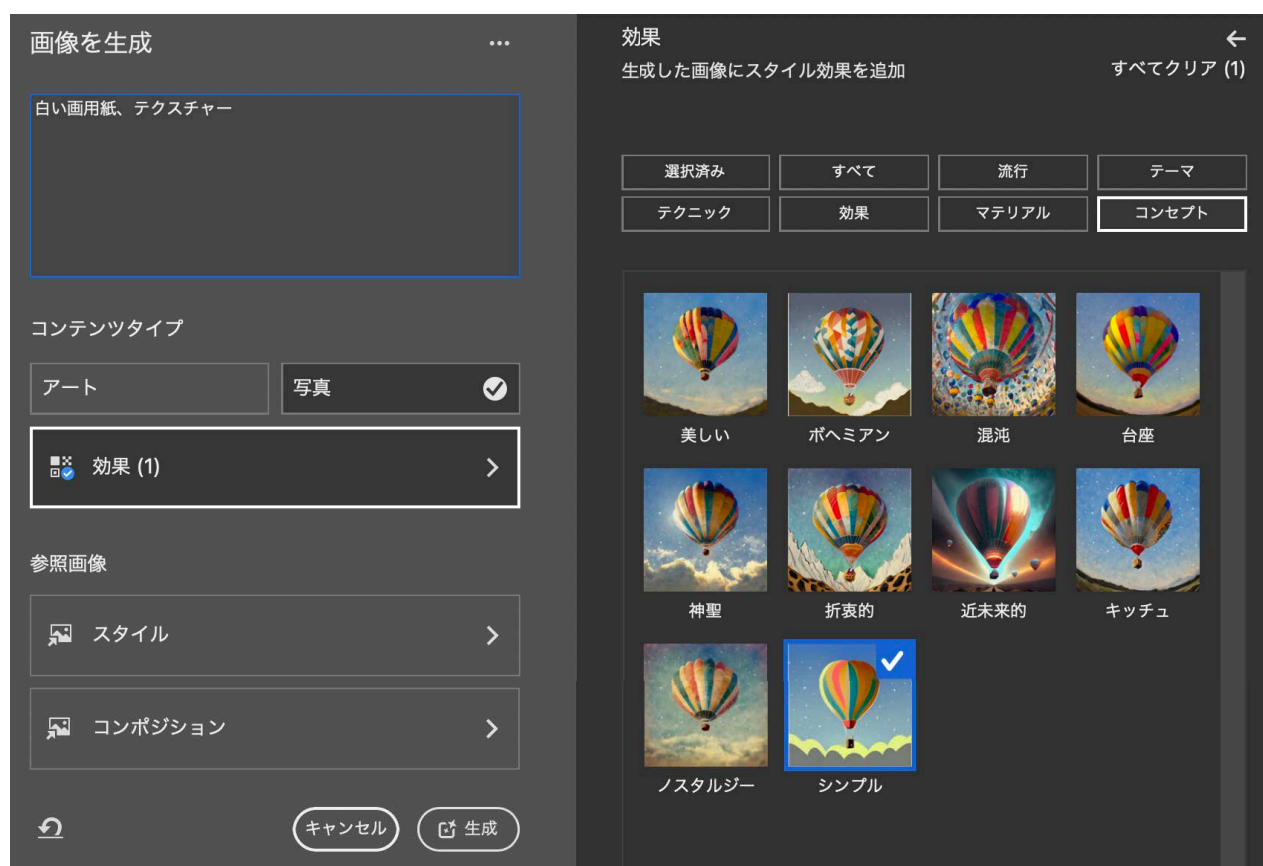 画像を生成
...
白い画用紙、テクスチャー
コンテンツタイプ
アート
写真
効果 (1)
参照画像
スタイル
コンポジション
キャンセル
生成
効果
生成した画像にスタイル効果を追加
すべてクリア (1)
選択済み
すべて
流行
テーマ
テクニック
効果
マテリアル
コンセプト
美しい
ボヘミアン
混沌
台座
神聖
折衷的
近未来的
キッチュ
ノスタルジー
シンプル